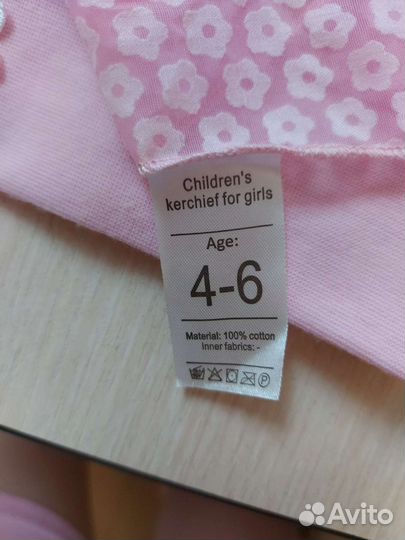 Children's
kerchief for girls
Age:
4-6
Material: 100% cotton
Inner fabrics: -
P
Avito